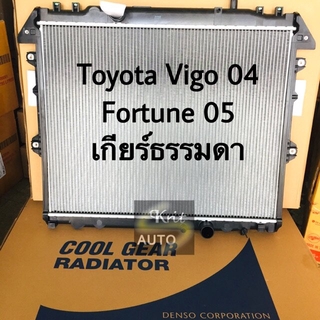 Toyota Vigo 04
Fortune 05
เกียร์ธรรมดา
Krit
AUTO
COOL GEAR
RADIATOR
DENSO CORPORATION